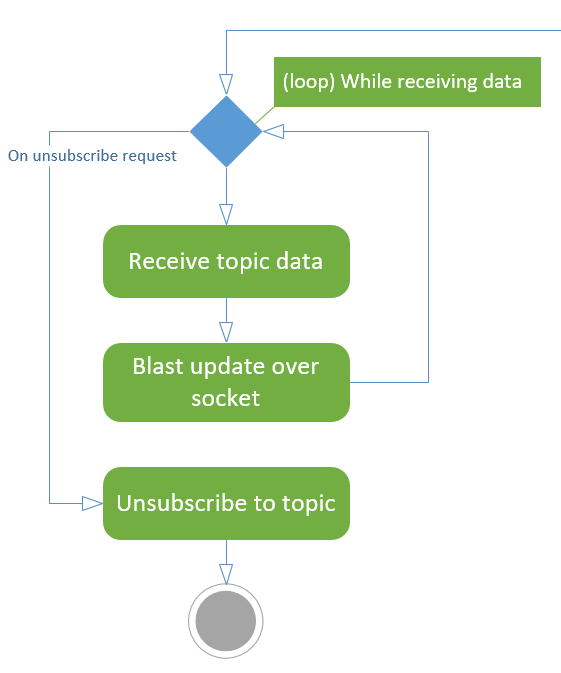 (loop) While receiving data
On unsubscribe request
Receive topic data
Blast update over
socket
Unsubscribe to topic